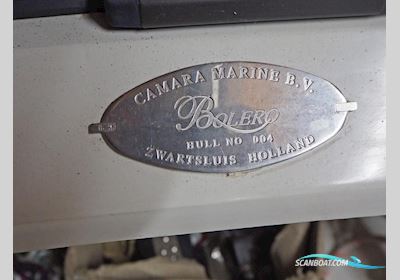 CAMARA MARINE B.V.
BOLERO
HULL NO 004
ZWARTSLUIS HOLLAND
SCANBOAT.COM